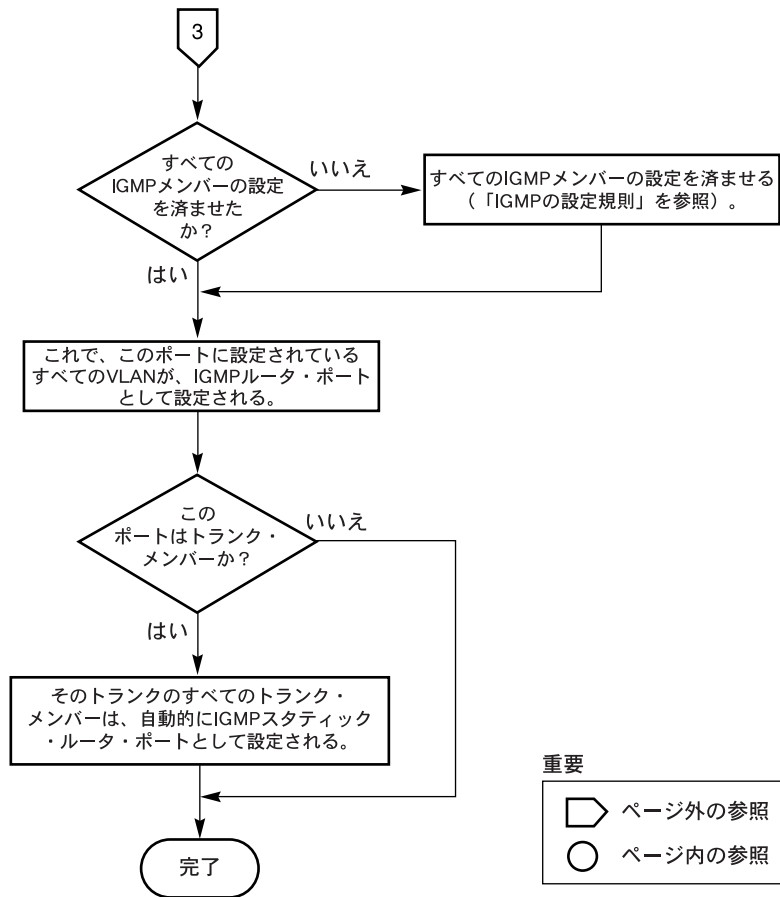 3
すべての
IGMPメンバーの設定
を済ませた
か？
いいえ
すべてのIGMPメンバーの設定を済ませる
（「IGMPの設定規則」を参照）。
はい
これで、このポートに設定されている
すべてのVLANが、IGMPルータ・ポート
として設定される。
この
ポートはトランク・
メンバーか？
いいえ
はい
そのトランクのすべてのトランク・
メンバーは、自動的にIGMPスタティック
・ルータ・ポートとして設定される。
完了
重要
ページ外の参照
ページ内の参照